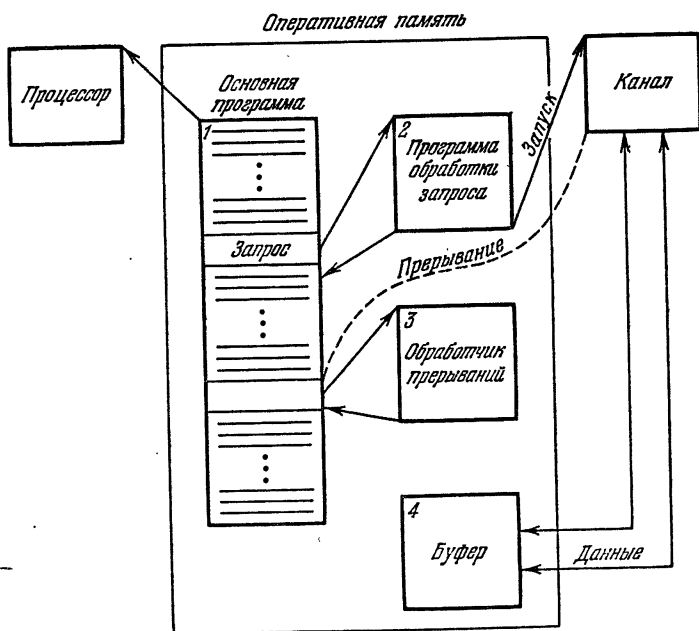 Оперативная память
Процессор
Основная
программа
1
Запрос
2
Программа
обработки
запроса
Запуск
Канал
Прерывание
3
Обработчик
прерываний
4
Буфер
Данные